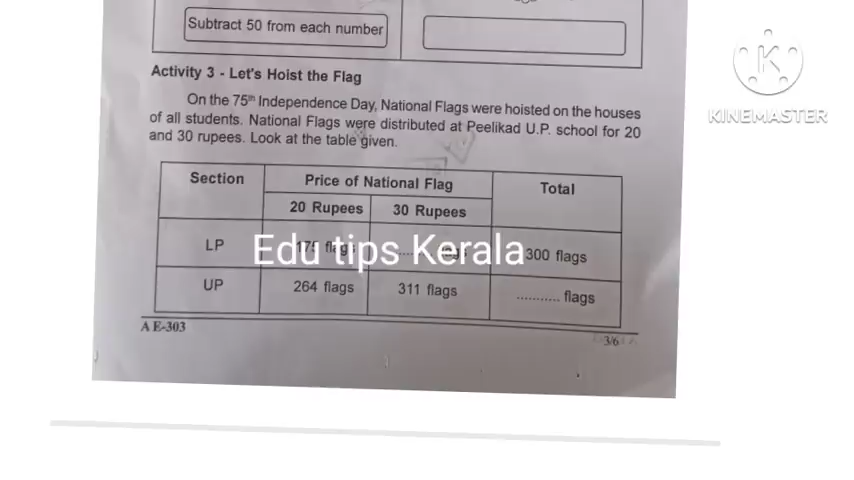 Subtract 50 from each number
Activity 3 - Let's Hoist the Flag
On the 75th Independence Day, National Flags were hoisted on the houses
of all students. National Flags were distributed at Peelikad U.P. school for 20
and 30 rupees. Look at the table given.
Section Price of National Flag Total
20 Rupees 30 Rupees
LP 175 flags ........... flags 300 flags
Edu tips Kerala
UP 264 flags 311 flags ........... flags
A E-303
3/6
K
KINEMASTER